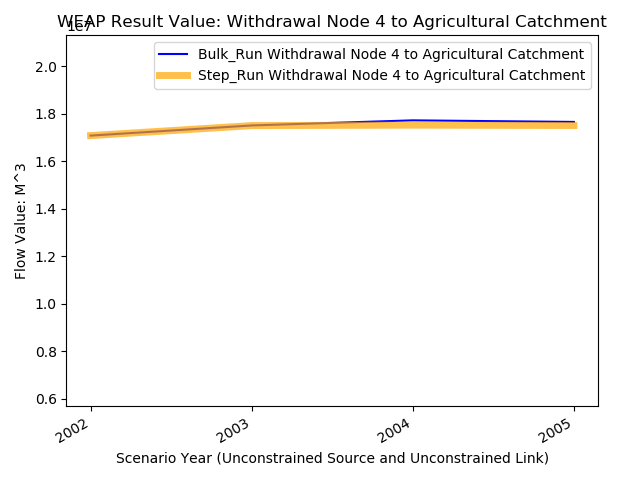 WEAP Result Value: Withdrawal Node 4 to Agricultural Catchment
1e7
Bulk_Run Withdrawal Node 4 to Agricultural Catchment
Step_Run Withdrawal Node 4 to Agricultural Catchment
2.0
1.8
1.6
1.4
1.2
1.0
0.8
0.6
Flow Value: M^3
2002
2003
2004
2005
Scenario Year (Unconstrained Source and Unconstrained Link)